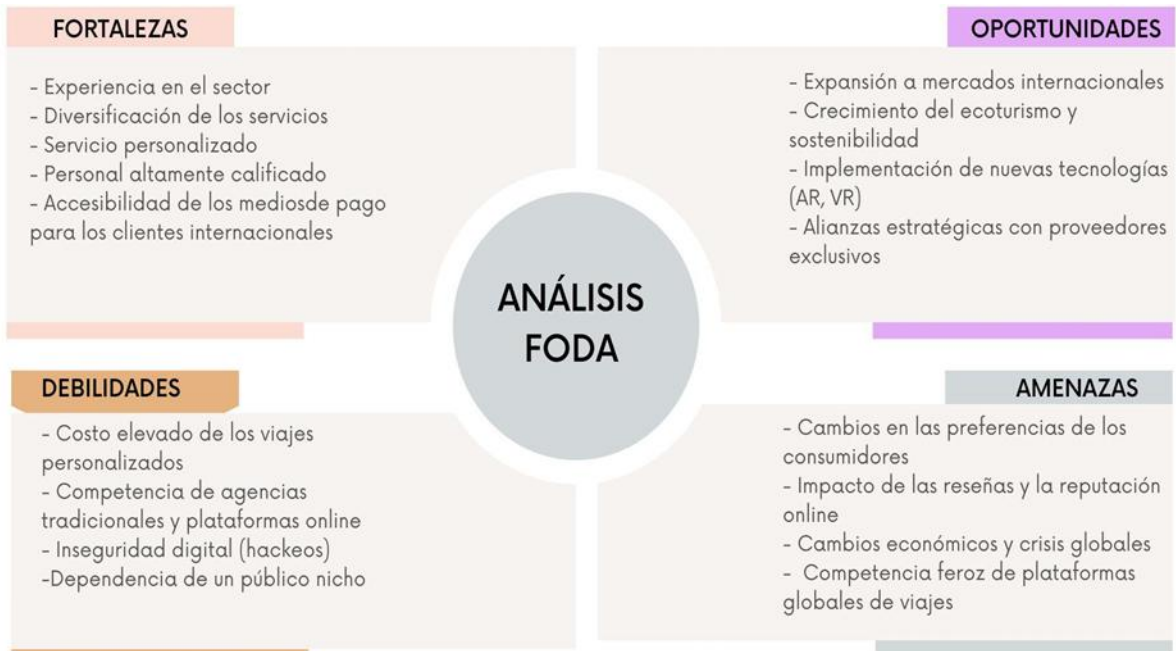 FORTALEZAS
- Experiencia en el sector
- Diversificación de los servicios
- Servicio personalizado
- Personal altamente calificado
- Accesibilidad de los mediosde pago
para los clientes internacionales
OPORTUNIDADES
- Expansión a mercados internacionales
- Crecimiento del ecoturismo y
sostenibilidad
- Implementación de nuevas tecnologías
(AR, VR)
- Alianzas estratégicas con proveedores
exclusivos
ANÁLISIS
FODA
DEBILIDADES
- Costo elevado de los viajes
personalizados
- Competencia de agencias
tradicionales y plataformas online
- Inseguridad digital (hackeos)
-Dependencia de un público nicho
AMENAZAS
- Cambios en las preferencias de los
consumidores
- Impacto de las reseñas y la reputación
online
- Cambios económicos y crisis globales
- Competencia feroz de plataformas
globales de viajes